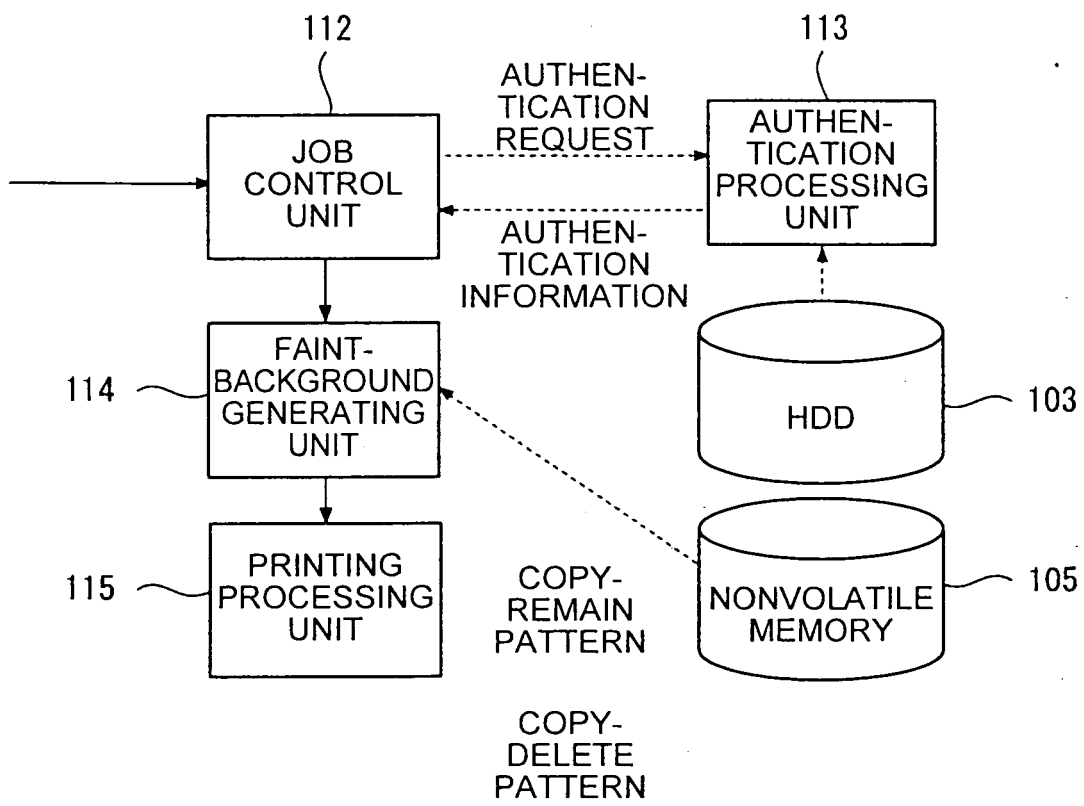 112
113
AUTHEN-
TICATION
REQUEST
JOB
CONTROL
UNIT
AUTHEN-
TICATION
PROCESSING
UNIT
AUTHEN-
TICATION
INFORMATION
FAINT-
BACKGROUND
GENERATING
UNIT
114
HDD
103
PRINTING
PROCESSING
UNIT
115
COPY-
REMAIN
PATTERN
NONVOLATILE
MEMORY
105
COPY-
DELETE
PATTERN